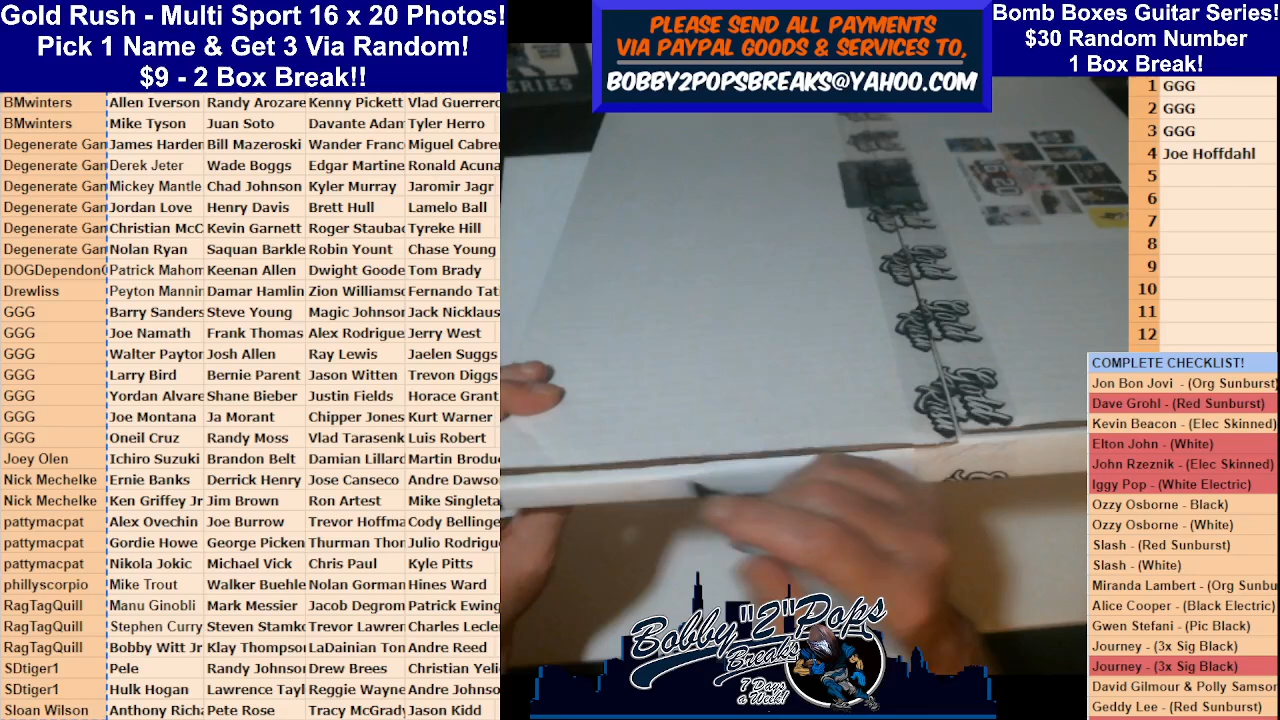 Gold Rush - Multi Sport 16 x 20 Photos!
Pick 1 Name & Get 3 Via Random!
$9 - 2 Box Break!!
BMwinters Allen Iverson Randy Arozare Kenny Pickett Vlad Guerrero
BMwinters Mike Tyson Juan Soto Davante Adam Tyler Herro
Degenerate Gan James Harden Bill Mazeroski Wander Franc Miguel Cabrer
Degenerate Gan Derek Jeter Wade Boggs Edgar Martine Ronald Acuna
Degenerate Gan Mickey Mantle Chad Johnson Kyler Murray Jaromir Jagr
Degenerate Gan Jordan Love Henry Davis Brett Hull Lamelo Ball
Degenerate Gan Christian McC Kevin Garnett Roger Staubac Tyreke Hill
Degenerate Gan Nolan Ryan Saquan Barkle Robin Yount Chase Young
DOGDependonC Patrick Mahom Keenan Allen Dwight Goode Tom Brady
Drewliss Peyton Mannin Damar Hamlin Zion Williamso Fernando Tat
GGG Barry Sanders Steve Young Magic Johnson Jack Nicklaus
GGG Joe Namath Frank Thomas Alex Rodrigue Jerry West
GGG Walter Payton Josh Allen Ray Lewis Jaelen Suggs
GGG Larry Bird Bernie Parent Jason Witten Trevon Diggs
GGG Yordan Alvare Shane Bieber Justin Fields Horace Grant
GGG Joe Montana Ja Morant Chipper Jones Kurt Warner
GGG Oneil Cruz Randy Moss Vlad Tarasenk Luis Robert
Joey Olen Ichiro Suzuki Brandon Belt Damian Lillard Martin Brodu
Nick Mechelke Ernie Banks Derrick Henry Jose Canseco Andre Dawso
Nick Mechelke Ken Griffey Jr Jim Brown Ron Artest Mike Singleta
pattymacpat Alex Ovechin Joe Burrow Trevor Hoffma Cody Bellinge
pattymacpat Gordie Howe George Picken Thurman Thor Julio Rodrigu
pattymacpat Nikola Jokic Michael Vick Chris Paul Kyle Pitts
phillyscorpio Mike Trout Walker Buehle Nolan Gorman Hines Ward
RagTagQuill Manu Ginobli Mark Messier Jacob Degrom Patrick Ewing
RagTagQuill Stephen Curry Steven Stamko Trevor Lawren Charles Lecle
RagTagQuill Bobby Witt Jr Klay Thompson LaDainian Ton Andre Reed
SDtiger1 Pele Randy Johnson Drew Brees Christian Yeli
SDtiger1 Hulk Hogan Lawrence Tayl Reggie Wayne Andre Johnso
Sloan Wilson Anthony Richa Pete Rose Tracy McGrady Jason Kidd
PLEASE SEND ALL PAYMENTS
VIA PAYPAL GOODS & SERVICES TO,
BOBBY2POPSBREAKS@YAHOO.COM
SERIES
Bobby "2" Pops
Breaks
7 Days
a Week!
Bomb Boxes Guitar Series!
$30 Random Number
1 Box Break!
1 GGG
2 GGG
3 GGG
4 Joe Hoffdahl
5
6
7
8
9
10
11
12
COMPLETE CHECKLIST!
Jon Bon Jovi - (Org Sunburst)
Dave Grohl - (Red Sunburst)
Kevin Beacon - (Elec Skinned)
Elton John - (White)
John Rzeznik - (Elec Skinned)
Iggy Pop - (White Electric)
Ozzy Osborne - Black)
Ozzy Osborne - (White)
Slash - (Red Sunburst)
Slash - (White)
Miranda Lambert - (Org Sunbu
Alice Cooper - (Black Electric)
Gwen Stefani - (Pic Black)
Journey - (3x Sig Black)
Journey - (3x Sig Black)
David Gilmour & Polly Samson
Geddy Lee - (Red Sunburst)